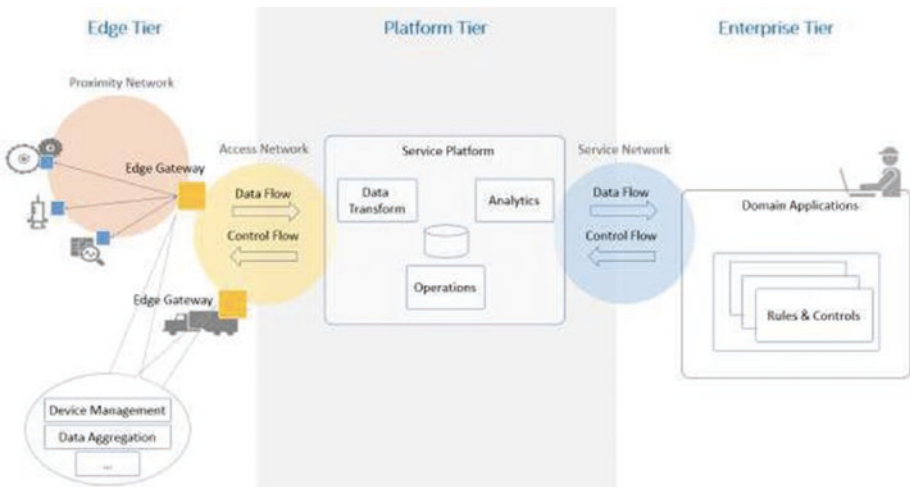 Edge Tier
Platform Tier
Enterprise Tier
Proximity Network
Edge Gateway
Access Network
Data Flow
Control Flow
Edge Gateway
Device Management
Data Aggregation
...
Service Platform
Data
Transform
Analytics
Operations
Service Network
Data Flow
Control Flow
Domain Applications
Rules & Controls